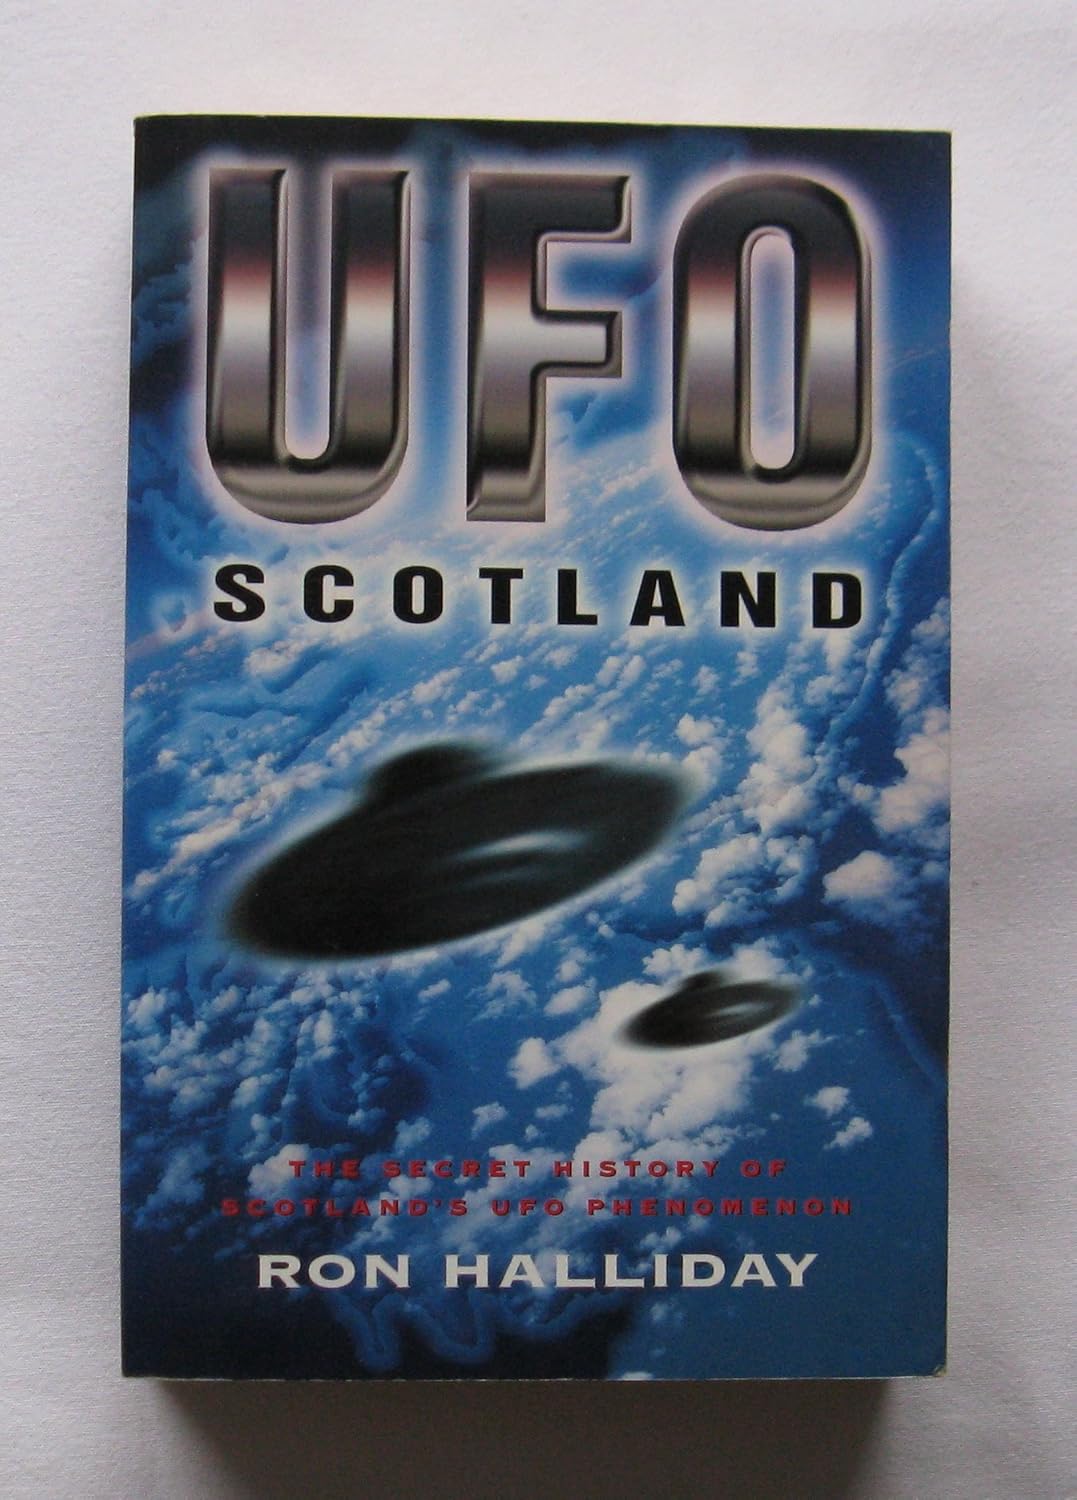 UFO
SCOTLAND
THE SECRET HISTORY OF
SCOTLAND'S UFO PHENOMENON
RON HALLIDAY